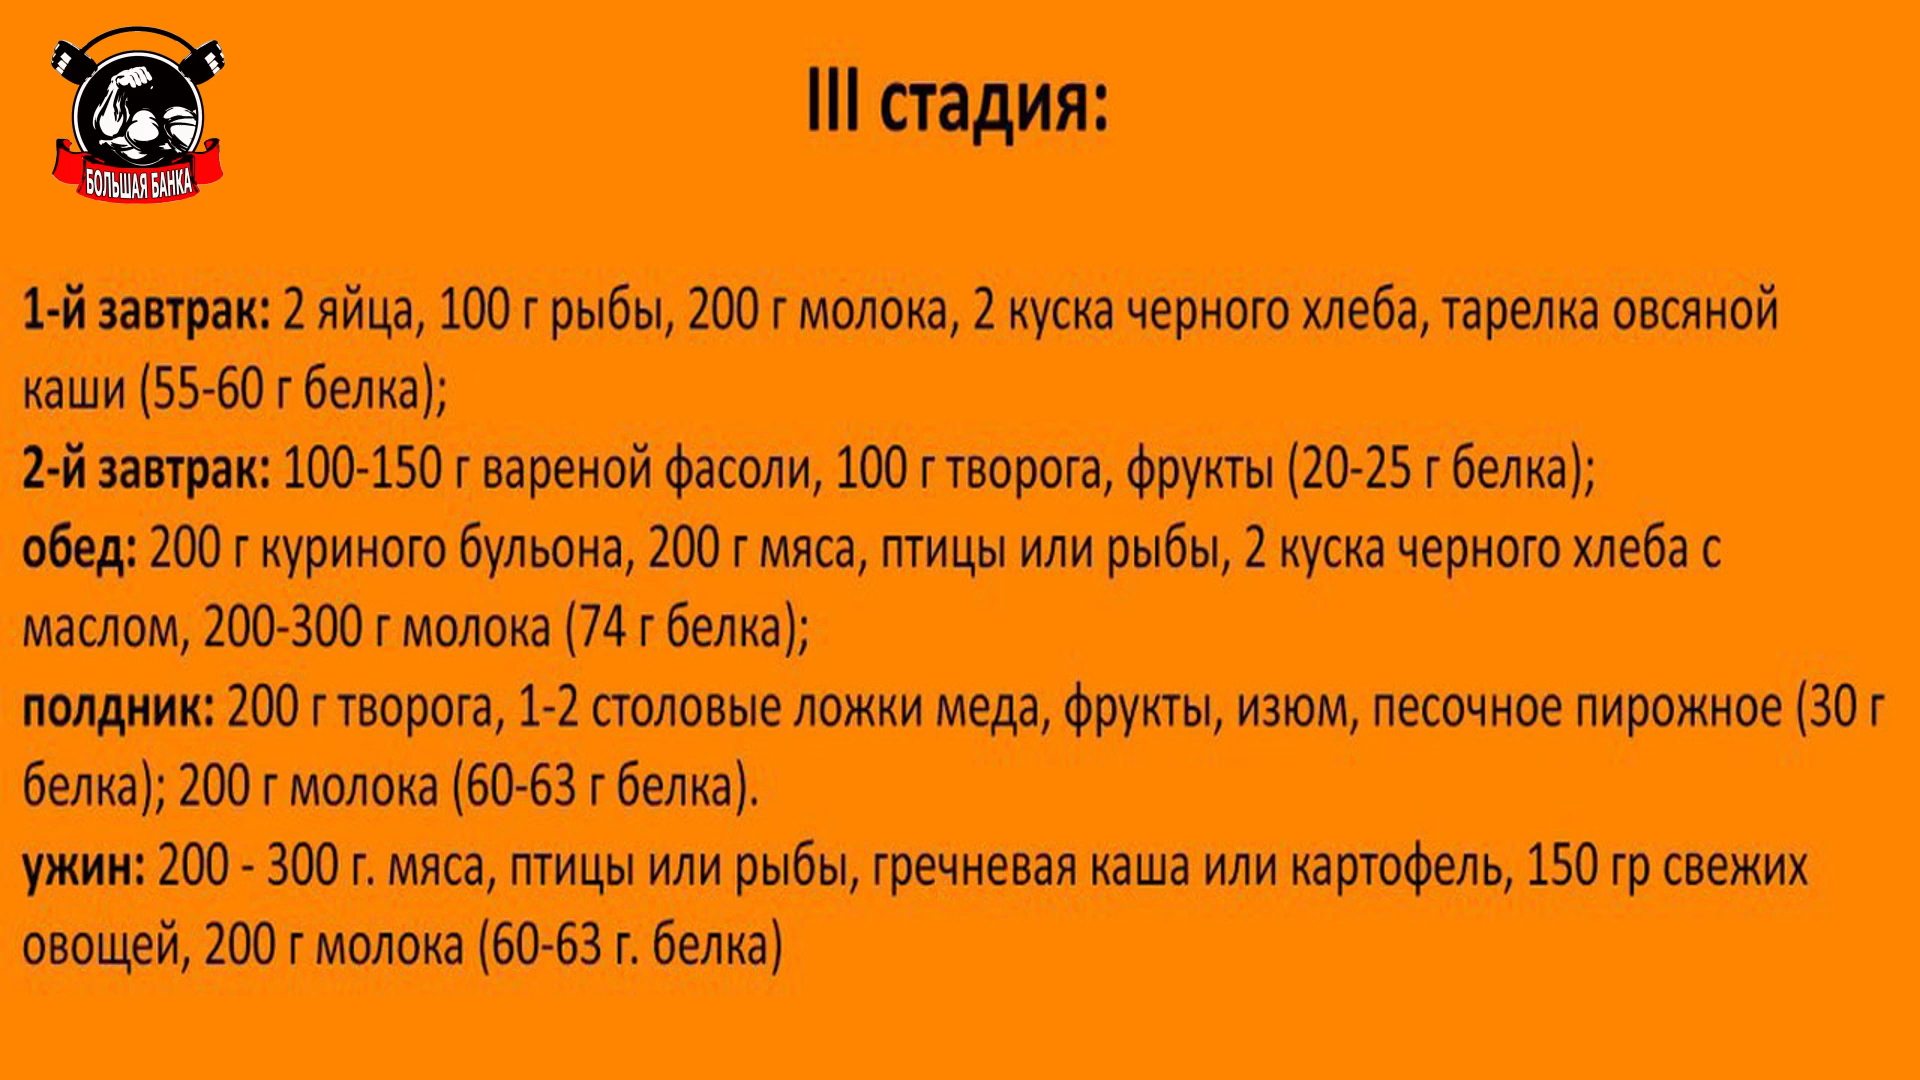 БОЛЬШАЯ БАНКА
III стадия:
1-й завтрак: 2 яйца, 100 г рыбы, 200 г молока, 2 куска черного хлеба, тарелка овсяной
каши (55-60 г белка);
2-й завтрак: 100-150 г вареной фасоли, 100 г творога, фрукты (20-25 г белка);
обед: 200 г куриного бульона, 200 г мяса, птицы или рыбы, 2 куска черного хлеба с
маслом, 200-300 г молока (74 г белка);
полдник: 200 г творога, 1-2 столовые ложки меда, фрукты, изюм, песочное пирожное (30 г
белка); 200 г молока (60-63 г белка).
ужин: 200 - 300 г. мяса, птицы или рыбы, гречневая каша или картофель, 150 гр свежих
овощей, 200 г молока (60-63 г. белка)